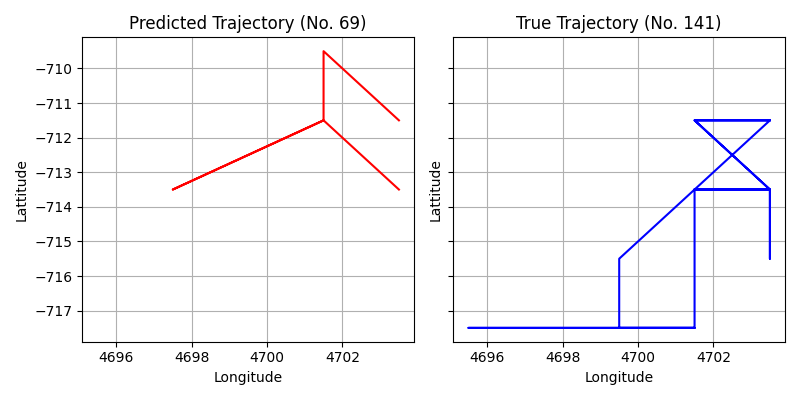 Predicted Trajectory (No. 69)
True Trajectory (No. 141)
−710
−711
−712
−713
−714
−715
−716
−717
Lattitude
Lattitude
4696 4698 4700 4702
4696 4698 4700 4702
Longitude
Longitude